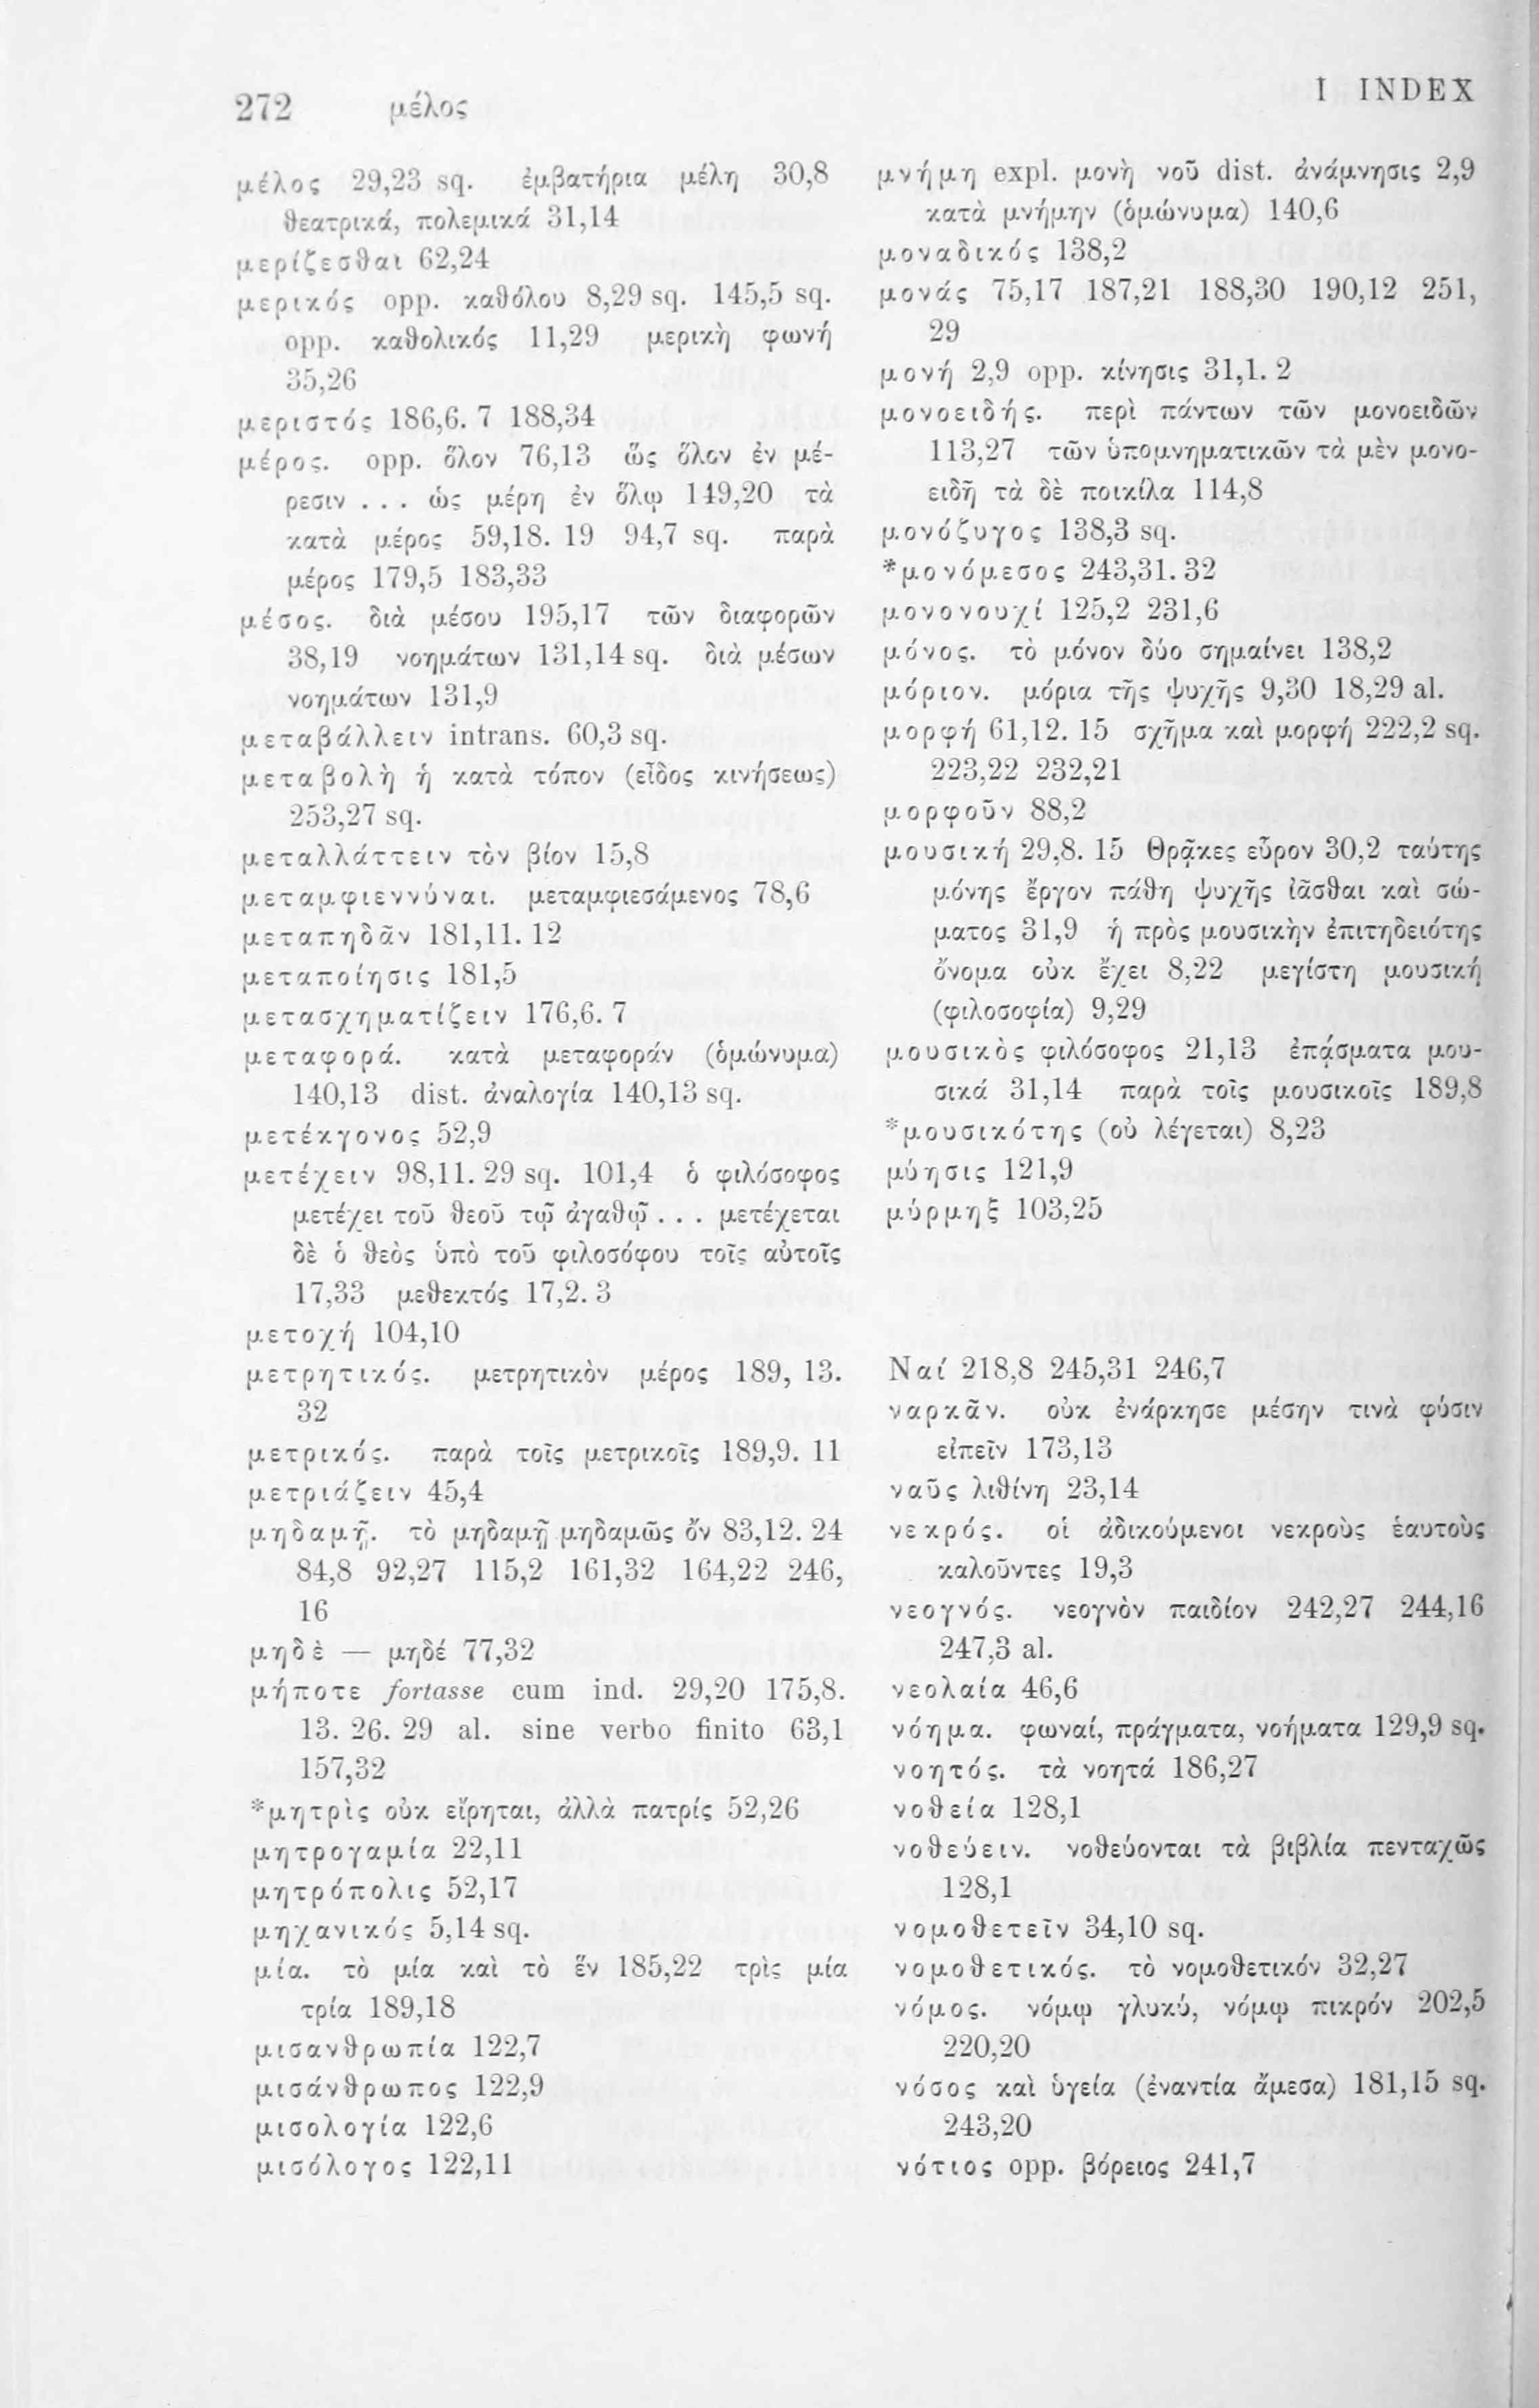 272 μέλος
I INDEX
μέλος 29,23 sq. ἐμβατήρια μέλη 30,8
θεατρικά, πολεμικά 31,14
μερίζεσθαι 62,24
μερικός opp. καθόλου 8,29 sq. 145,5 sq.
opp. καθολικός 11,29 μερικὴ φωνή
35,26
μεριστός 186,6. 7 188,34
μέρος. opp. ὅλον 76,13 ὥς ὅλον ἐν μέ-
ρεσιν . . . ὡς μέρη ἐν ὅλῳ 149,20 τὰ
κατὰ μέρος 59,18. 19 94,7 sq. παρὰ
μέρος 179,5 183,33
μέσος. διὰ μέσου 195,17 τῶν διαφορῶν
38,19 νοημάτων 131,14 sq. διὰ μέσων
νοημάτων 131,9
μεταβάλλειν intrans. 60,3 sq.
μεταβολὴ ἡ κατὰ τόπον (εἶδος κινήσεως)
253,27 sq.
μεταλλάττειν τὸν βίον 15,8
μεταμφιεννύναι. μεταμφιεσάμενος 78,6
μεταπηδᾶν 181,11. 12
μεταποίησις 181,5
μετασχηματίζειν 176,6. 7
μεταφορά. κατὰ μεταφοράν (ὁμώνυμα)
140,13 dist. ἀναλογία 140,13 sq.
μετέκγονος 52,9
μετέχειν 98,11. 29 sq. 101,4 ὁ φιλόσοφος
μετέχει τοῦ θεοῦ τῷ ἀγαθῷ . . . μετέχεται
δὲ ὁ θεὸς ὑπὸ τοῦ φιλοσόφου τοῖς αὐτοῖς
17,33 μεθεκτός 17,2. 3
μετοχή 104,10
μετρητικός. μετρητικὸν μέρος 189, 13.
32
μετρικός. παρὰ τοῖς μετρικοῖς 189,9. 11
μετριάζειν 45,4
μηδαμῇ. τὸ μηδαμῇ μηδαμῶς ὄν 83,12. 24
84,8 92,27 115,2 161,32 164,22 246,
16
μηδὲ — μηδέ 77,32
μήποτε fortasse cum ind. 29,20 175,8.
13. 26. 29 al. sine verbo finito 63,1
157,32
*μητρὶς οὐκ εἴρηται, ἀλλὰ πατρίς 52,26
μητρογαμία 22,11
μητρόπολις 52,17
μηχανικός 5,14 sq.
μία. τὸ μία καὶ τὸ ἕν 185,22 τρὶς μία
τρία 189,18
μισανθρωπία 122,7
μισάνθρωπος 122,9
μισολογία 122,6
μισόλογος 122,11
μνήμη expl. μονὴ νοῦ dist. ἀνάμνησις 2,9
κατὰ μνήμην (ὁμώνυμα) 140,6
μοναδικός 138,2
μονάς 75,17 187,21 188,30 190,12 251,
29
μονή 2,9 opp. κίνησις 31,1. 2
μονοειδής. περὶ πάντων τῶν μονοειδῶν
113,27 τῶν ὑπομνηματικῶν τὰ μὲν μονο-
ειδῆ τὰ δὲ ποικίλα 114,8
μονόζυγος 138,3 sq.
*μονόμεσος 243,31. 32
μονονουχί 125,2 231,6
μόνος. τὸ μόνον δύο σημαίνει 138,2
μόριον. μόρια τῆς ψυχῆς 9,30 18,29 al.
μορφή 61,12. 15 σχῆμα καὶ μορφή 222,2 sq.
223,22 232,21
μορφοῦν 88,2
μουσική 29,8. 15 Θρᾷκες εὗρον 30,2 ταύτης
μόνης ἔργον πάθη ψυχῆς ἰᾶσθαι καὶ σώ-
ματος 31,9 ἡ πρὸς μουσικὴν ἐπιτηδειότης
ὄνομα οὐκ ἔχει 8,22 μεγίστη μουσική
(φιλοσοφία) 9,29
μουσικὸς φιλόσοφος 21,13 ἐπᾴσματα μου-
σικά 31,14 παρὰ τοῖς μουσικοῖς 189,8
*μουσικότης (οὐ λέγεται) 8,23
μύησις 121,9
μύρμηξ 103,25
Ναί 218,8 245,31 246,7
ναρκᾶν. οὐκ ἐνάρκησε μέσην τινὰ φύσιν
εἰπεῖν 173,13
ναῦς λιθίνη 23,14
νεκρός. οἱ ἀδικούμενοι νεκροὺς ἑαυτοὺς
καλοῦντες 19,3
νεογνός. νεογνὸν παιδίον 242,27 244,16
247,3 al.
νεολαία 46,6
νόημα. φωναί, πράγματα, νοήματα 129,9 sq.
νοητός. τὰ νοητά 186,27
νοθεία 128,1
νοθεύειν. νοθεύονται τὰ βιβλία πενταχῶς
128,1
νομοθετεῖν 34,10 sq.
νομοθετικός. τὸ νομοθετικόν 32,27
νόμος. νόμῳ γλυκύ, νόμῳ πικρόν 202,5
220,20
νόσος καὶ ὑγεία (ἐναντία ἄμεσα) 181,15 sq.
243,20
νότιος opp. βόρειος 241,7